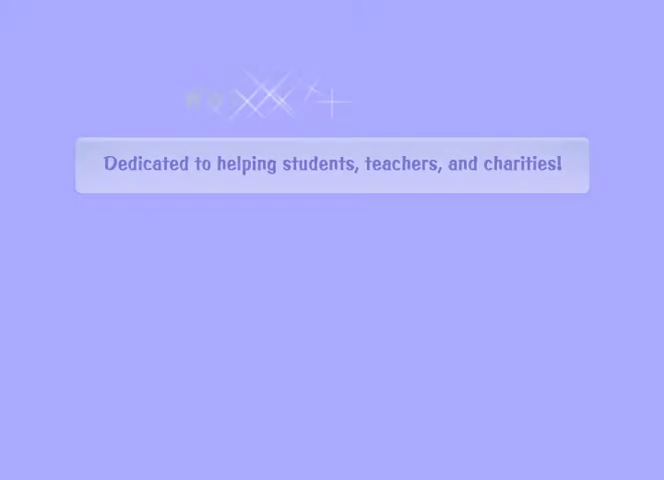 Dedicated to helping students, teachers, and charities!